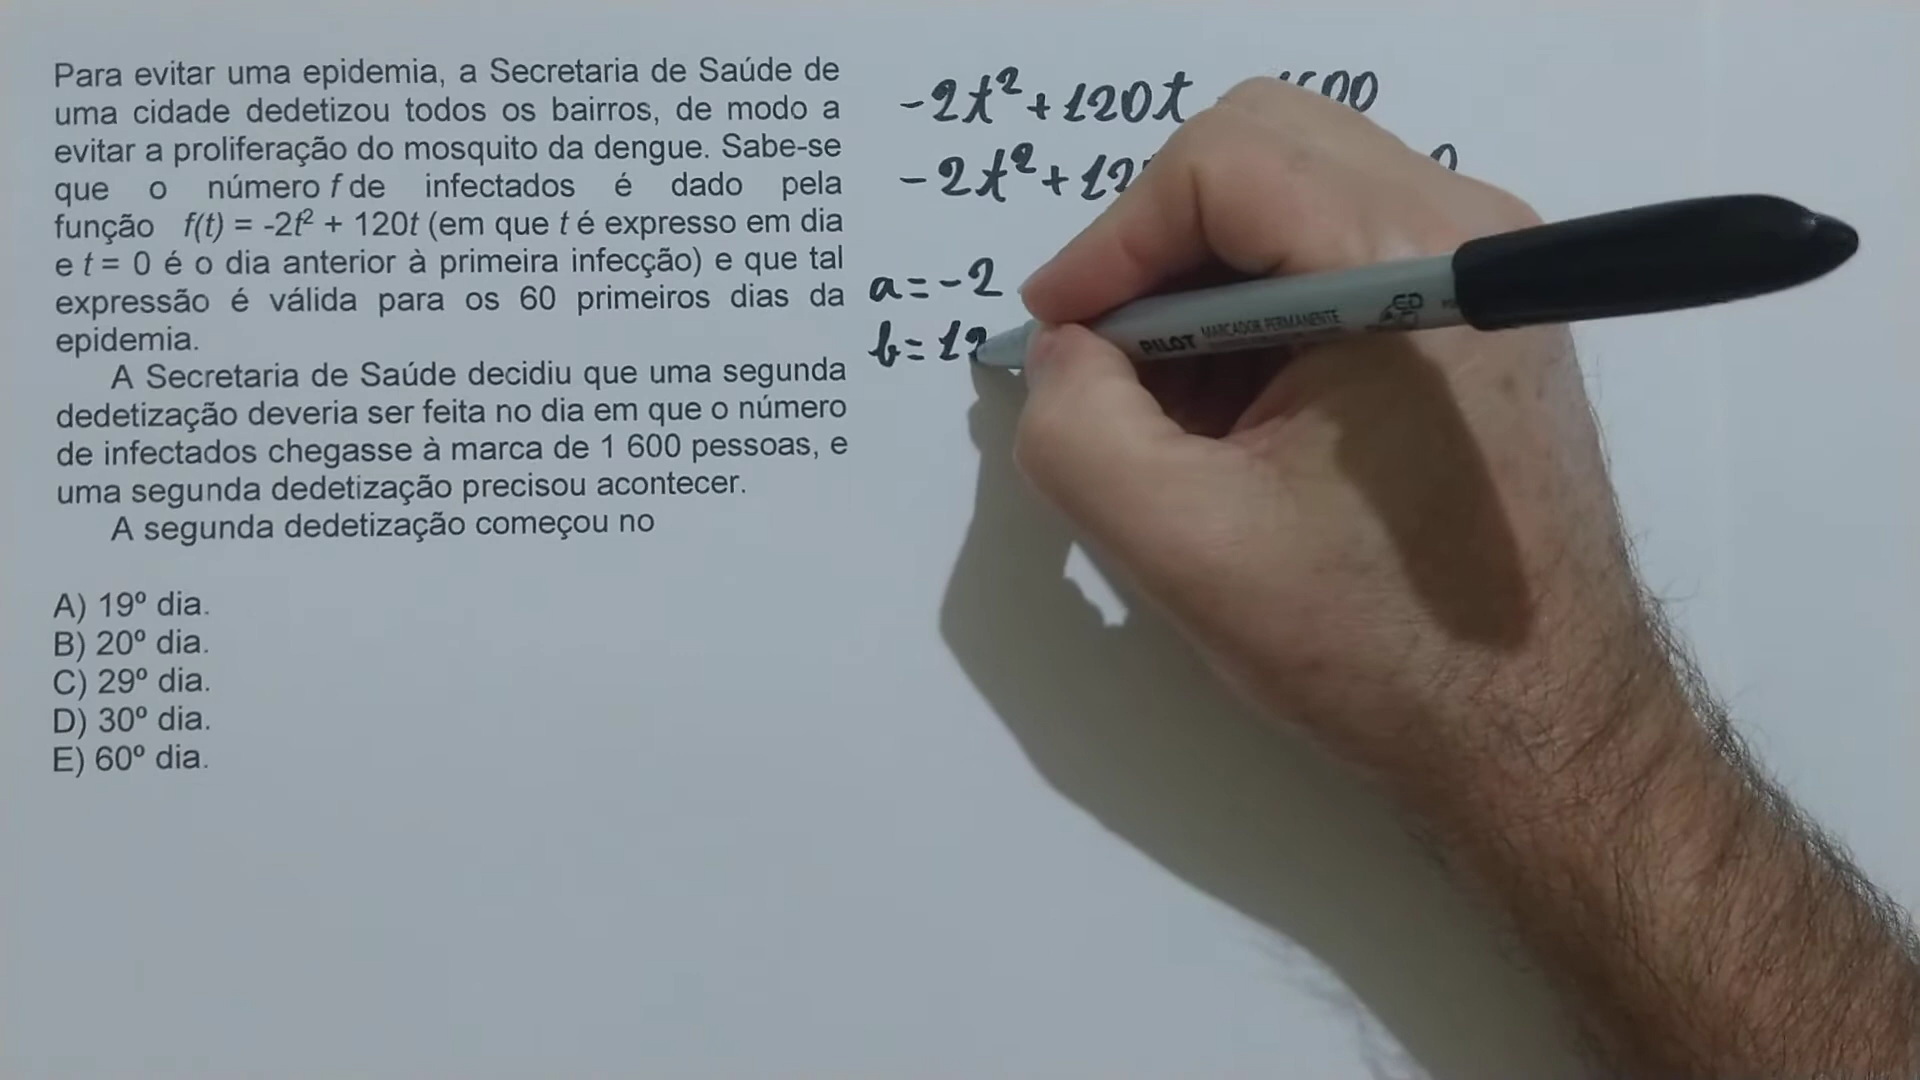 Para evitar uma epidemia, a Secretaria de Saúde de
uma cidade dedetizou todos os bairros, de modo a
evitar a proliferação do mosquito da dengue. Sabe-se
que o número f de infectados é dado pela
função f(t) = -2t² + 120t (em que t é expresso em dia
e t = 0 é o dia anterior à primeira infecção) e que tal
expressão é válida para os 60 primeiros dias da
epidemia.
A Secretaria de Saúde decidiu que uma segunda
dedetização deveria ser feita no dia em que o número
de infectados chegasse à marca de 1 600 pessoas, e
uma segunda dedetização precisou acontecer.
A segunda dedetização começou no
A) 19º dia.
B) 20º dia.
C) 29º dia.
D) 30º dia.
E) 60º dia.
-2t² + 120t
-2t² + 12
a = -2
b = 12
PILOT MARCADOR PERMANENTE